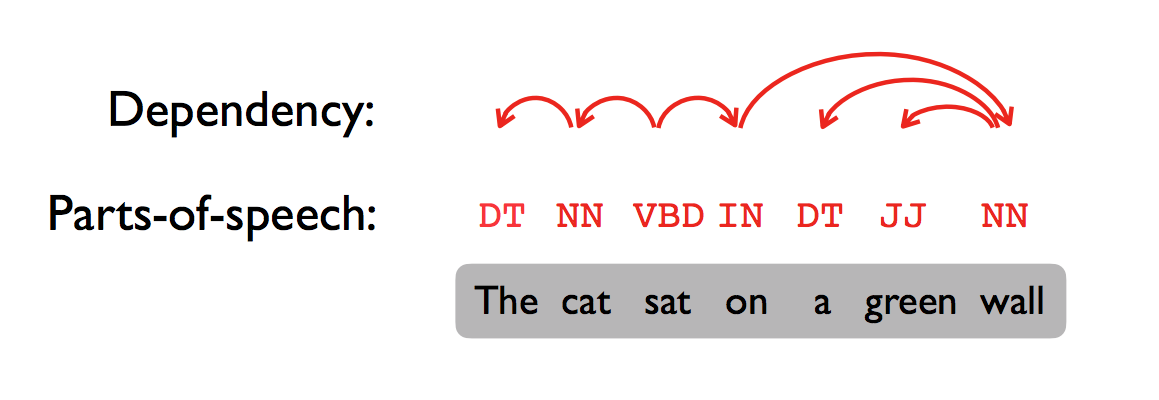 Dependency:
Parts-of-speech: DT NN VBD IN DT JJ NN
The cat sat on a green wall